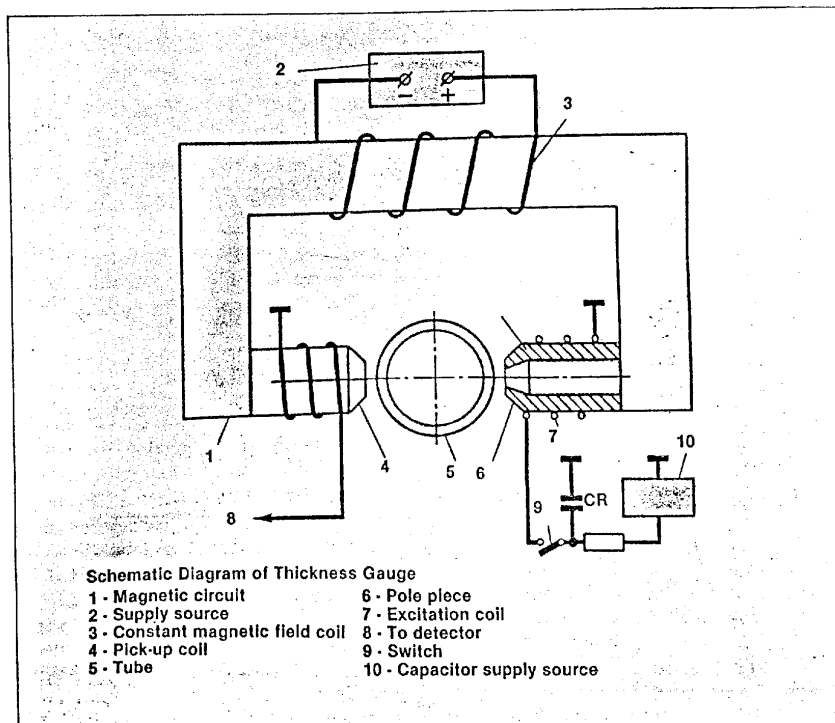 2
− +
3
1
4
5
6
7
10
8
9
CR
Schematic Diagram of Thickness Gauge
1 - Magnetic circuit
2 - Supply source
3 - Constant magnetic field coil
4 - Pick-up coil
5 - Tube
6 - Pole piece
7 - Excitation coil
8 - To detector
9 - Switch
10 - Capacitor supply source